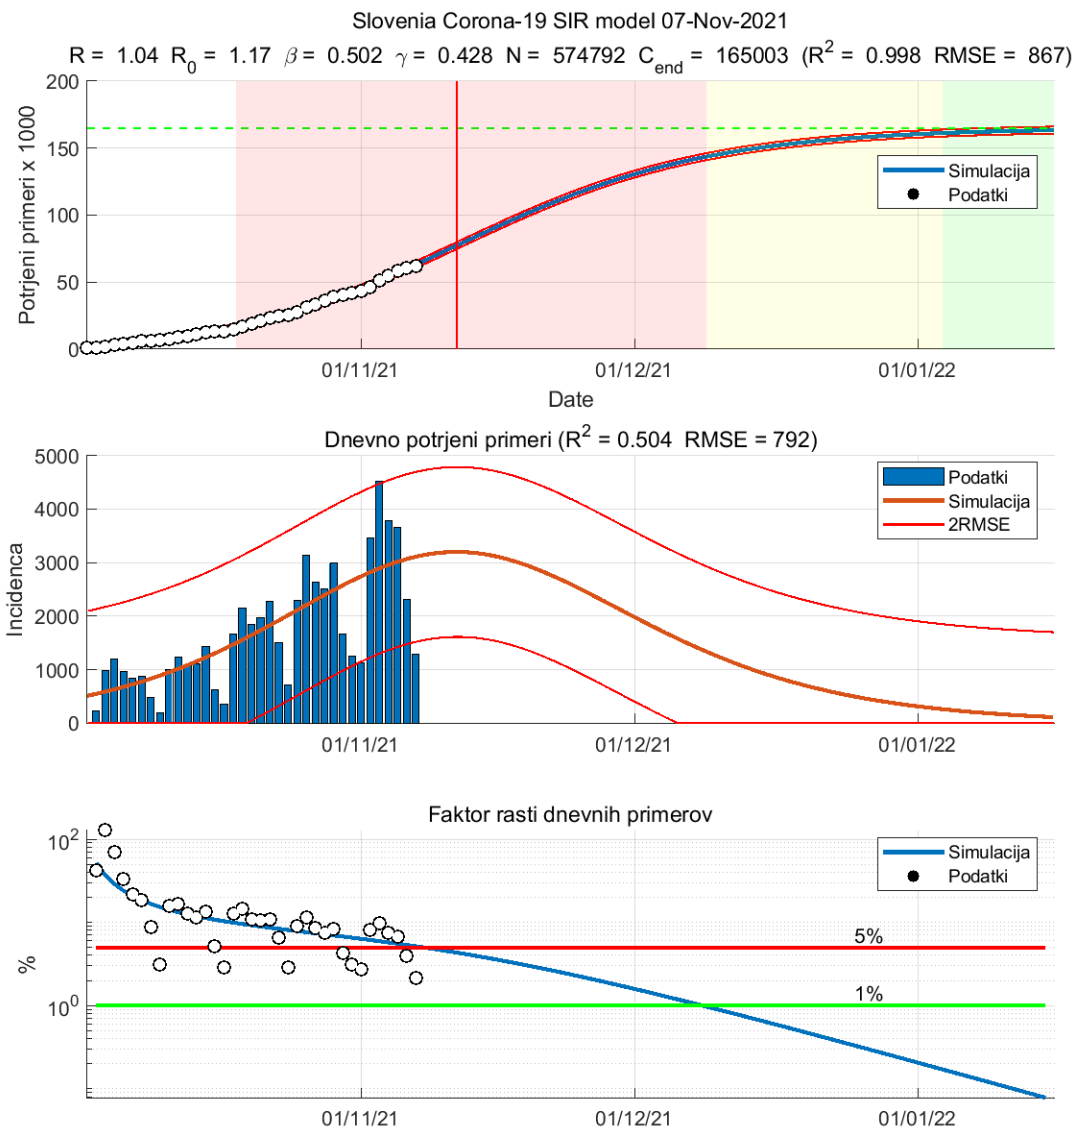 Slovenia Corona-19 SIR model 07-Nov-2021
R = 1.04 R0 = 1.17 β = 0.502 γ = 0.428 N = 574792 Cend = 165003 (R2 = 0.998 RMSE = 867)
Potrjeni primeri x 1000
200
150
100
50
0
Simulacija
Podatki
01/11/21
01/12/21
01/01/22
Date
Dnevno potrjeni primeri (R2 = 0.504 RMSE = 792)
Incidenca
5000
4000
3000
2000
1000
0
Podatki
Simulacija
2RMSE
01/11/21
01/12/21
01/01/22
Faktor rasti dnevnih primerov
%
102
100
Simulacija
Podatki
5%
1%
01/11/21
01/12/21
01/01/22